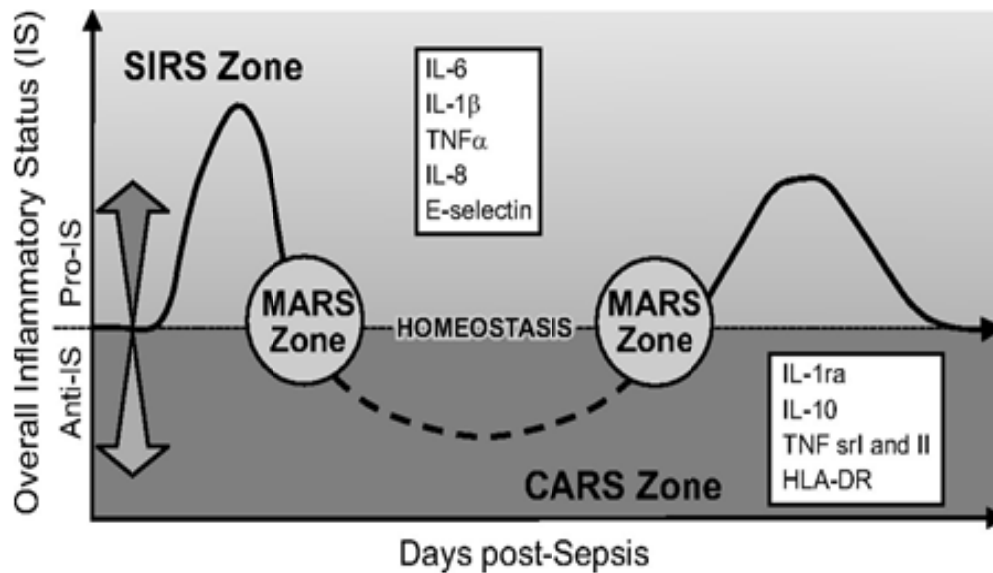 Overall Inflammatory Status (IS)
Pro-IS
Anti-IS
SIRS Zone
IL-6
IL-1β
TNFα
IL-8
E-selectin
MARS
Zone
HOMEOSTASIS
MARS
Zone
IL-1ra
IL-10
TNF srI and II
HLA-DR
CARS Zone
Days post-Sepsis